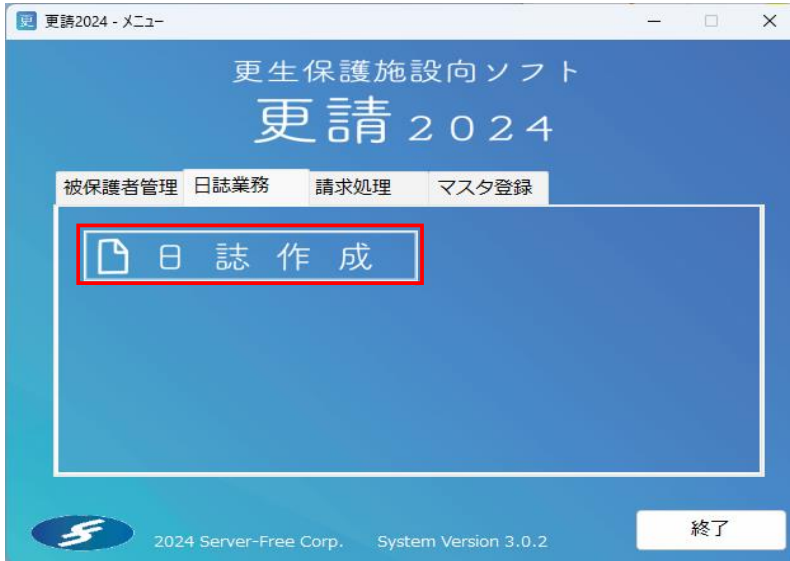 更請2024 - メニュー
更生保護施設向ソフト
更請2024
被保護者管理 日誌業務 請求処理 マスタ登録
日誌作成
2024 Server-Free Corp. System Version 3.0.2
終了